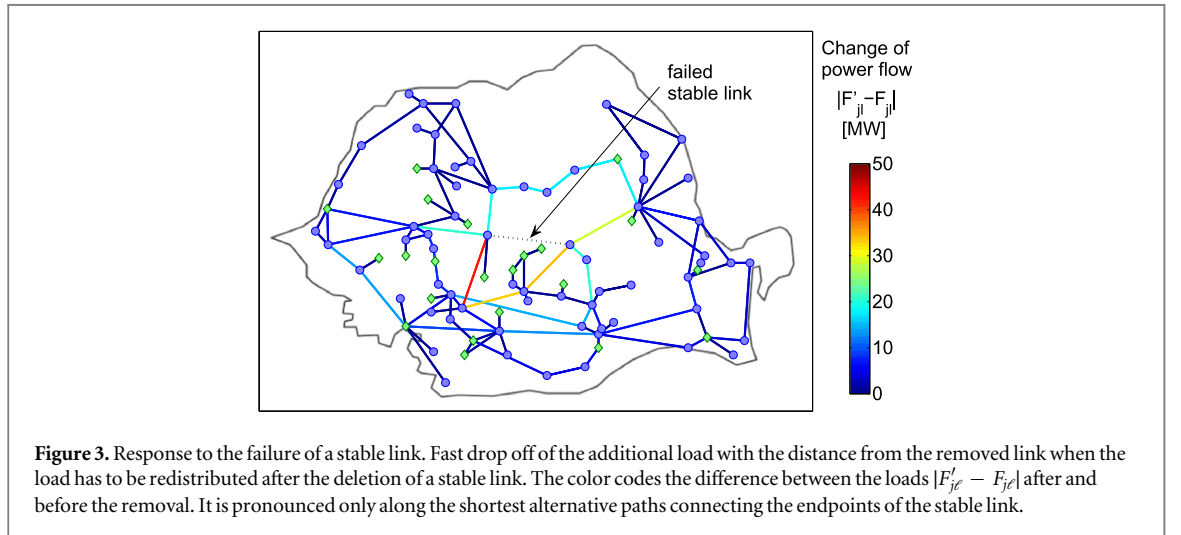 failed
stable link
Change of
power flow
|F'jl−Fjl|
[MW]
50
40
30
20
10
0
Figure 3. Response to the failure of a stable link. Fast drop off of the additional load with the distance from the removed link when the
load has to be redistributed after the deletion of a stable link. The color codes the difference between the loads |F′jℓ − Fjℓ| after and
before the removal. It is pronounced only along the shortest alternative paths connecting the endpoints of the stable link.